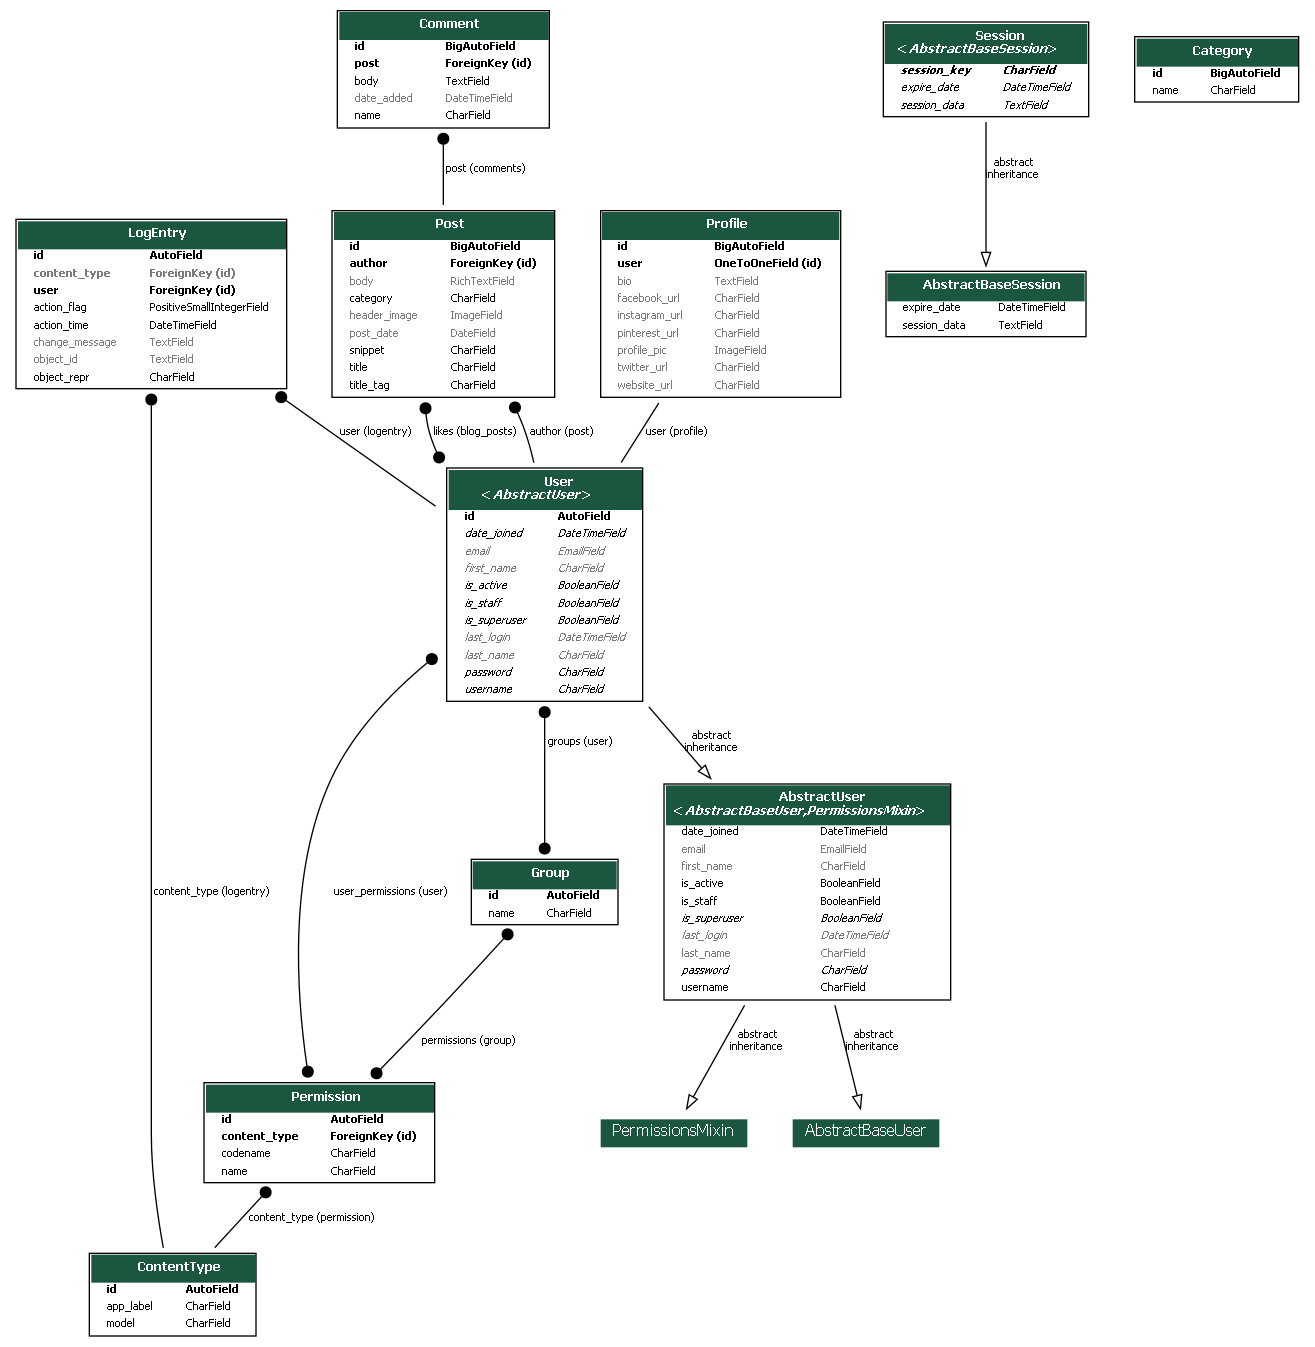 Comment
id BigAutoField
post ForeignKey (id)
body TextField
date_added DateTimeField
name CharField
Session
<AbstractBaseSession>
session_key CharField
expire_date DateTimeField
session_data TextField
Category
id BigAutoField
name CharField
post (comments)
abstract
inheritance
LogEntry
id AutoField
content_type ForeignKey (id)
user ForeignKey (id)
action_flag PositiveSmallIntegerField
action_time DateTimeField
change_message TextField
object_id TextField
object_repr CharField
Post
id BigAutoField
author ForeignKey (id)
body RichTextField
category CharField
header_image ImageField
post_date DateField
snippet CharField
title CharField
title_tag CharField
Profile
id BigAutoField
user OneToOneField (id)
bio TextField
facebook_url CharField
instagram_url CharField
pinterest_url CharField
profile_pic ImageField
twitter_url CharField
website_url CharField
AbstractBaseSession
expire_date DateTimeField
session_data TextField
user (logentry)
likes (blog_posts)
author (post)
user (profile)
User
<AbstractUser>
id AutoField
date_joined DateTimeField
email EmailField
first_name CharField
is_active BooleanField
is_staff BooleanField
is_superuser BooleanField
last_login DateTimeField
last_name CharField
password CharField
username CharField
groups (user)
abstract
inheritance
AbstractUser
<AbstractBaseUser,PermissionsMixin>
date_joined DateTimeField
email EmailField
first_name CharField
is_active BooleanField
is_staff BooleanField
is_superuser BooleanField
last_login DateTimeField
last_name CharField
password CharField
username CharField
content_type (logentry)
user_permissions (user)
Group
id AutoField
name CharField
permissions (group)
abstract
inheritance
abstract
inheritance
Permission
id AutoField
content_type ForeignKey (id)
codename CharField
name CharField
PermissionsMixin
AbstractBaseUser
content_type (permission)
ContentType
id AutoField
app_label CharField
model CharField